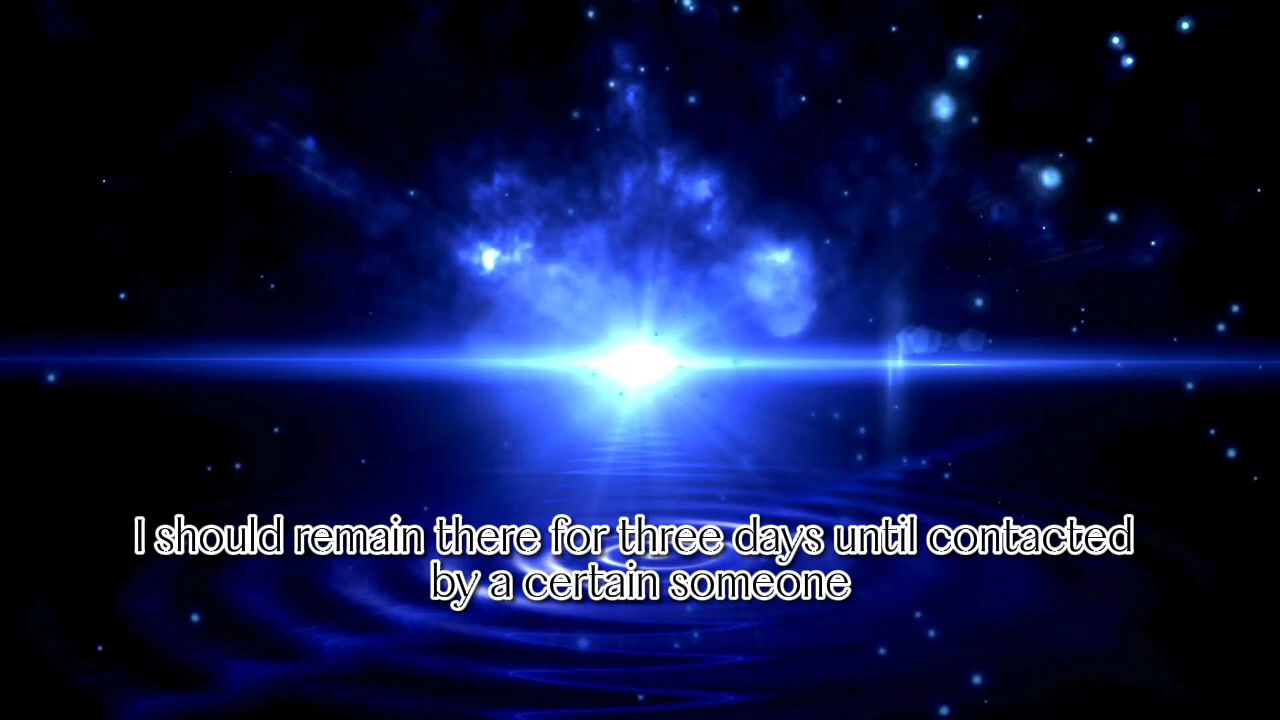 I should remain there for three days until contacted
by a certain someone